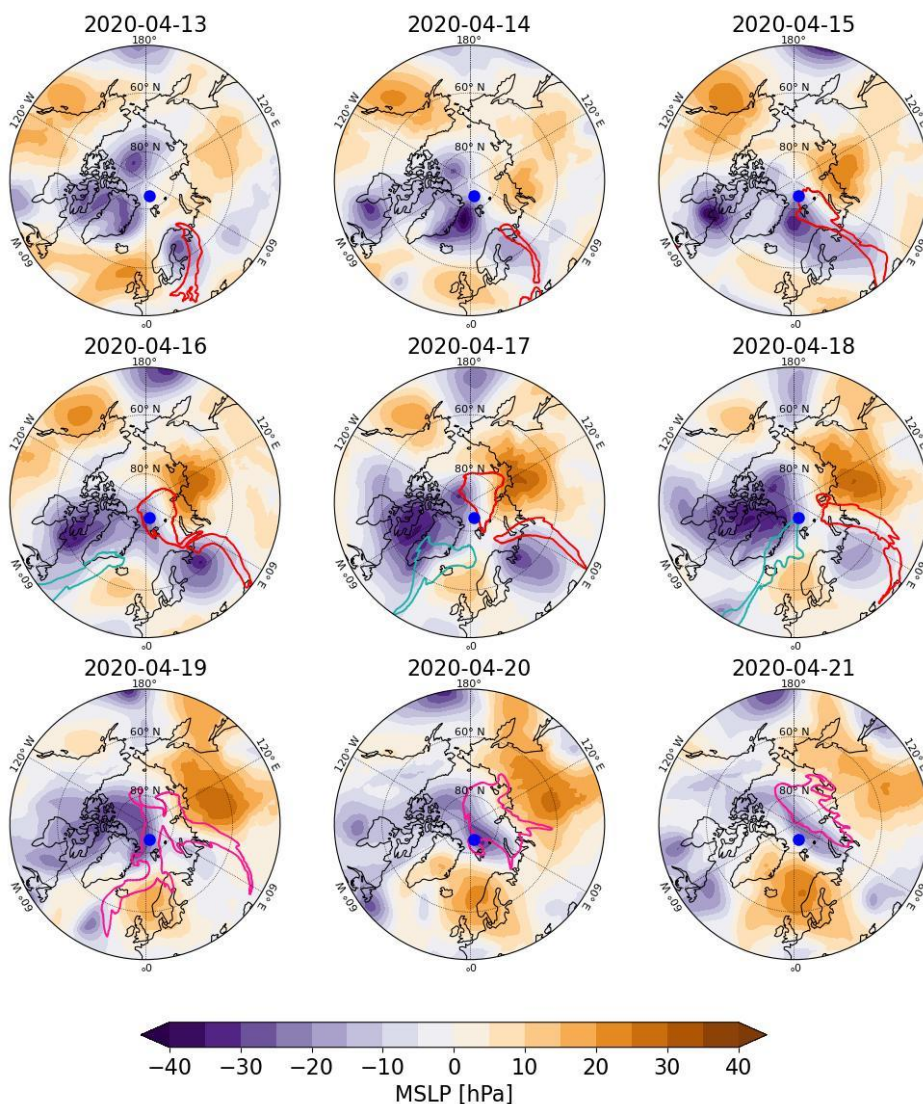 2020-04-13 2020-04-14 2020-04-15
180° 180° 180°
120° W 60° N 120° E 120° W 60° N 120° E 120° W 60° N 120° E
80° N 80° N 80° N
60° W 60° E 60° W 60° E 60° W 60° E
0° 0° 0°
2020-04-16 2020-04-17 2020-04-18
180° 180° 180°
120° W 60° N 120° E 120° W 60° N 120° E 120° W 60° N 120° E
80° N 80° N 80° N
60° W 60° E 60° W 60° E 60° W 60° E
0° 0° 0°
2020-04-19 2020-04-20 2020-04-21
180° 180° 180°
120° W 60° N 120° E 120° W 60° N 120° E 120° W 60° N 120° E
80° N 80° N 80° N
60° W 60° E 60° W 60° E 60° W 60° E
0° 0° 0°
−40 −30 −20 −10 0 10 20 30 40
MSLP [hPa]